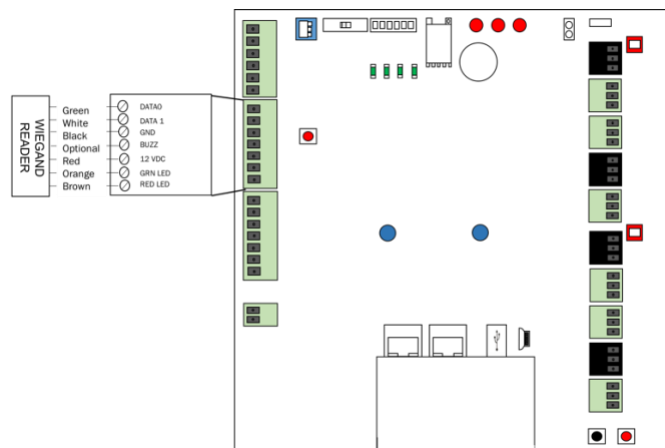 WIEGAND
READER
Green
White
Black
Optional
Red
Orange
Brown
DATA0
DATA 1
GND
BUZZ
12 VDC
GRN LED
RED LED